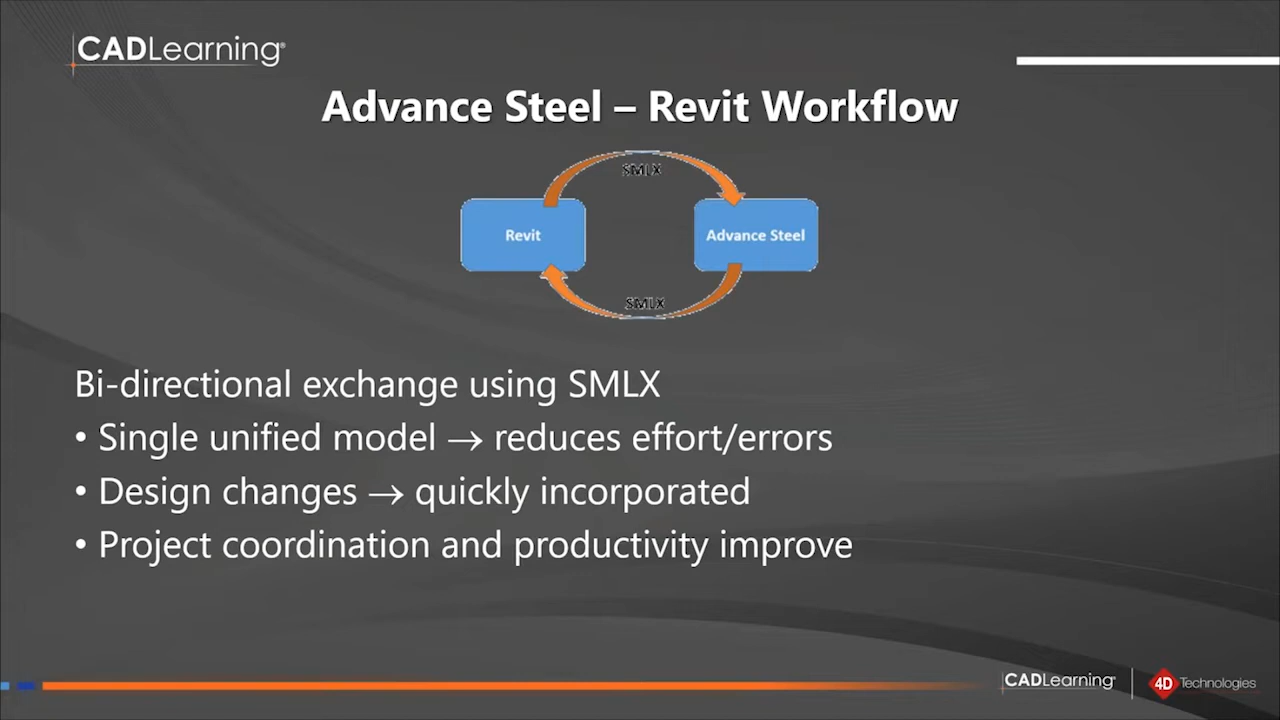 CADLearning®
Advance Steel – Revit Workflow
SMLX
Revit
Advance Steel
SMLX
Bi-directional exchange using SMLX
• Single unified model → reduces effort/errors
• Design changes → quickly incorporated
• Project coordination and productivity improve
CADLearning® 4D Technologies